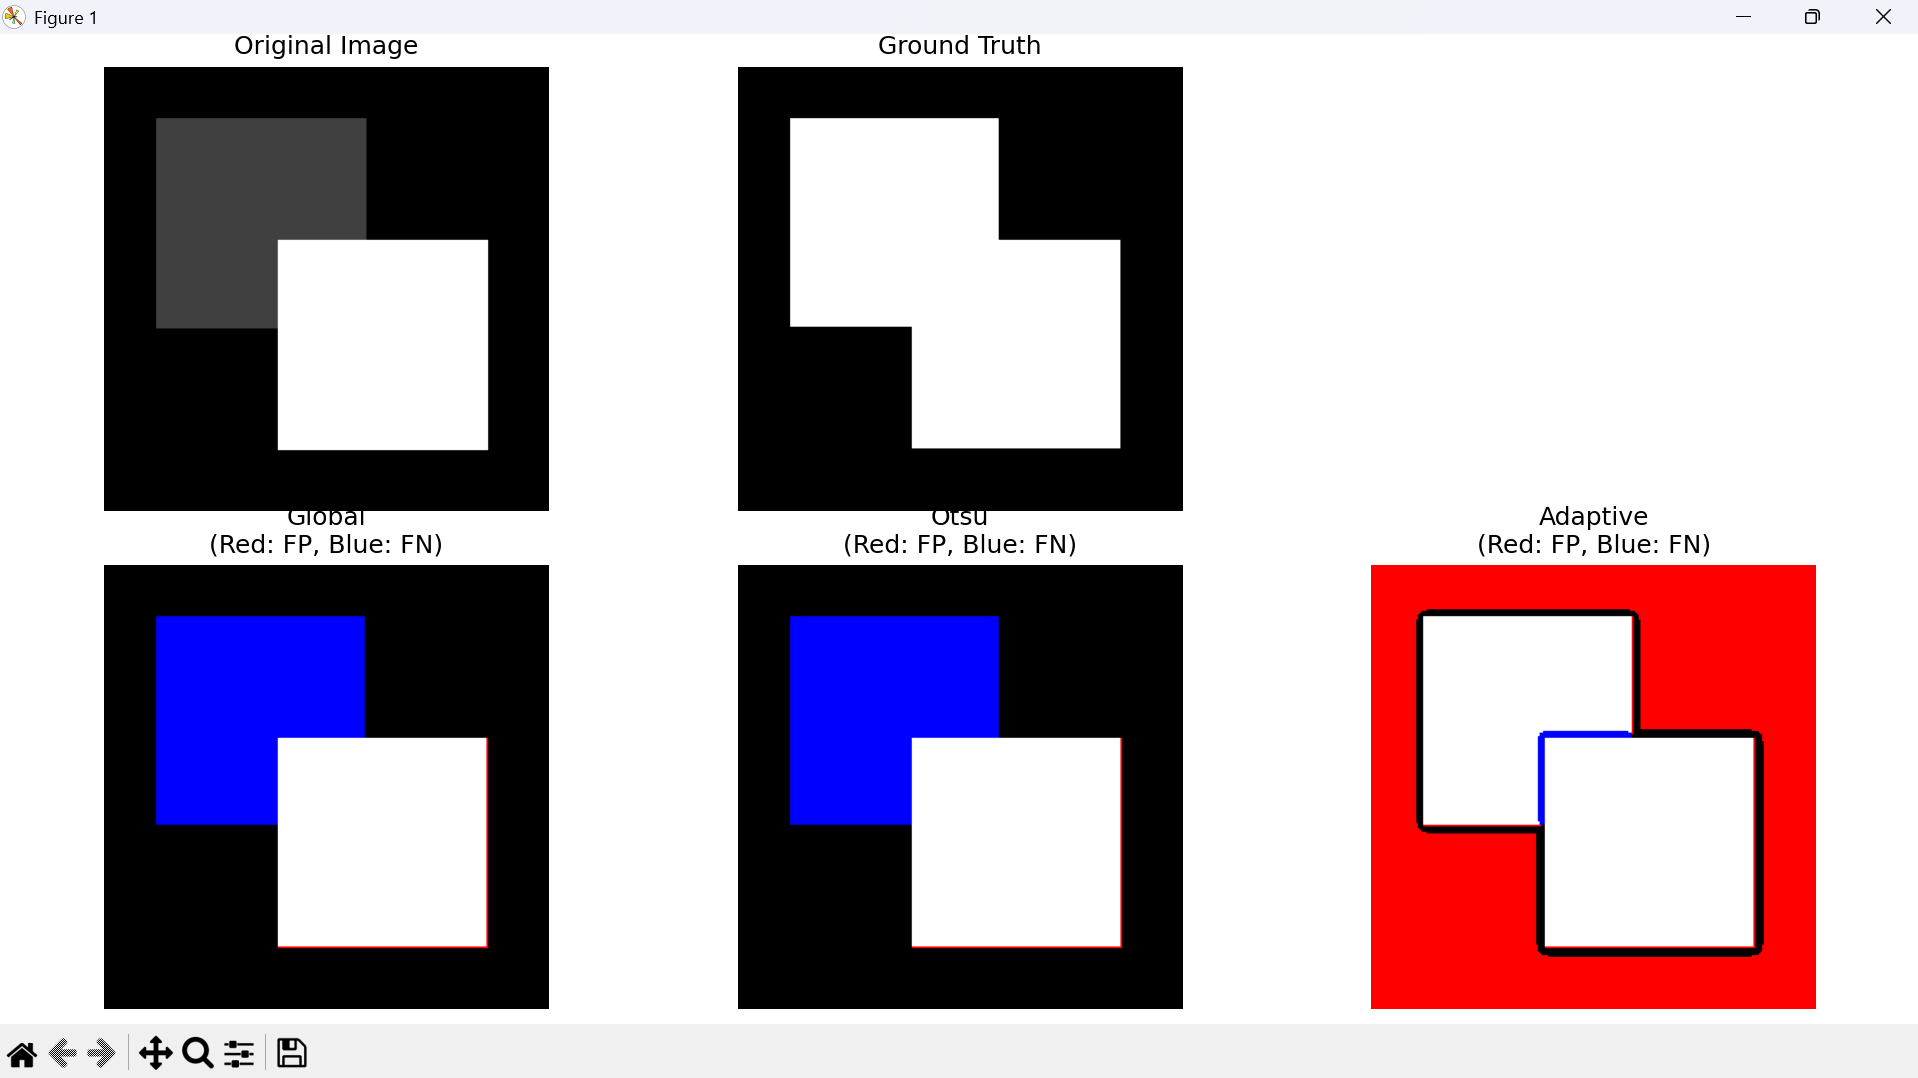 Figure 1
Original Image
Ground Truth
Global
(Red: FP, Blue: FN)
Otsu
(Red: FP, Blue: FN)
Adaptive
(Red: FP, Blue: FN)